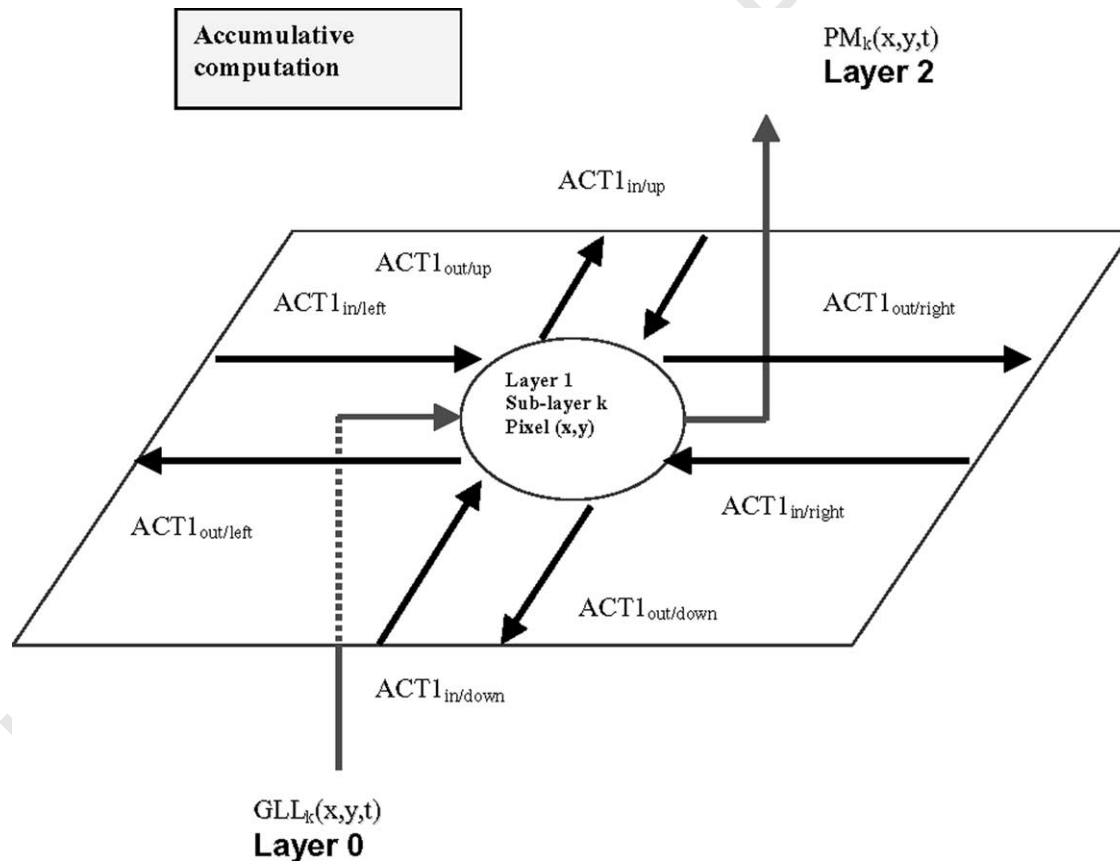 Accumulative
computation
PMk(x,y,t)
Layer 2
ACT1in/up
ACT1out/up
ACT1in/left
ACT1out/right
Layer 1
Sub-layer k
Pixel (x,y)
ACT1out/left
ACT1in/right
ACT1out/down
ACT1in/down
GLLk(x,y,t)
Layer 0